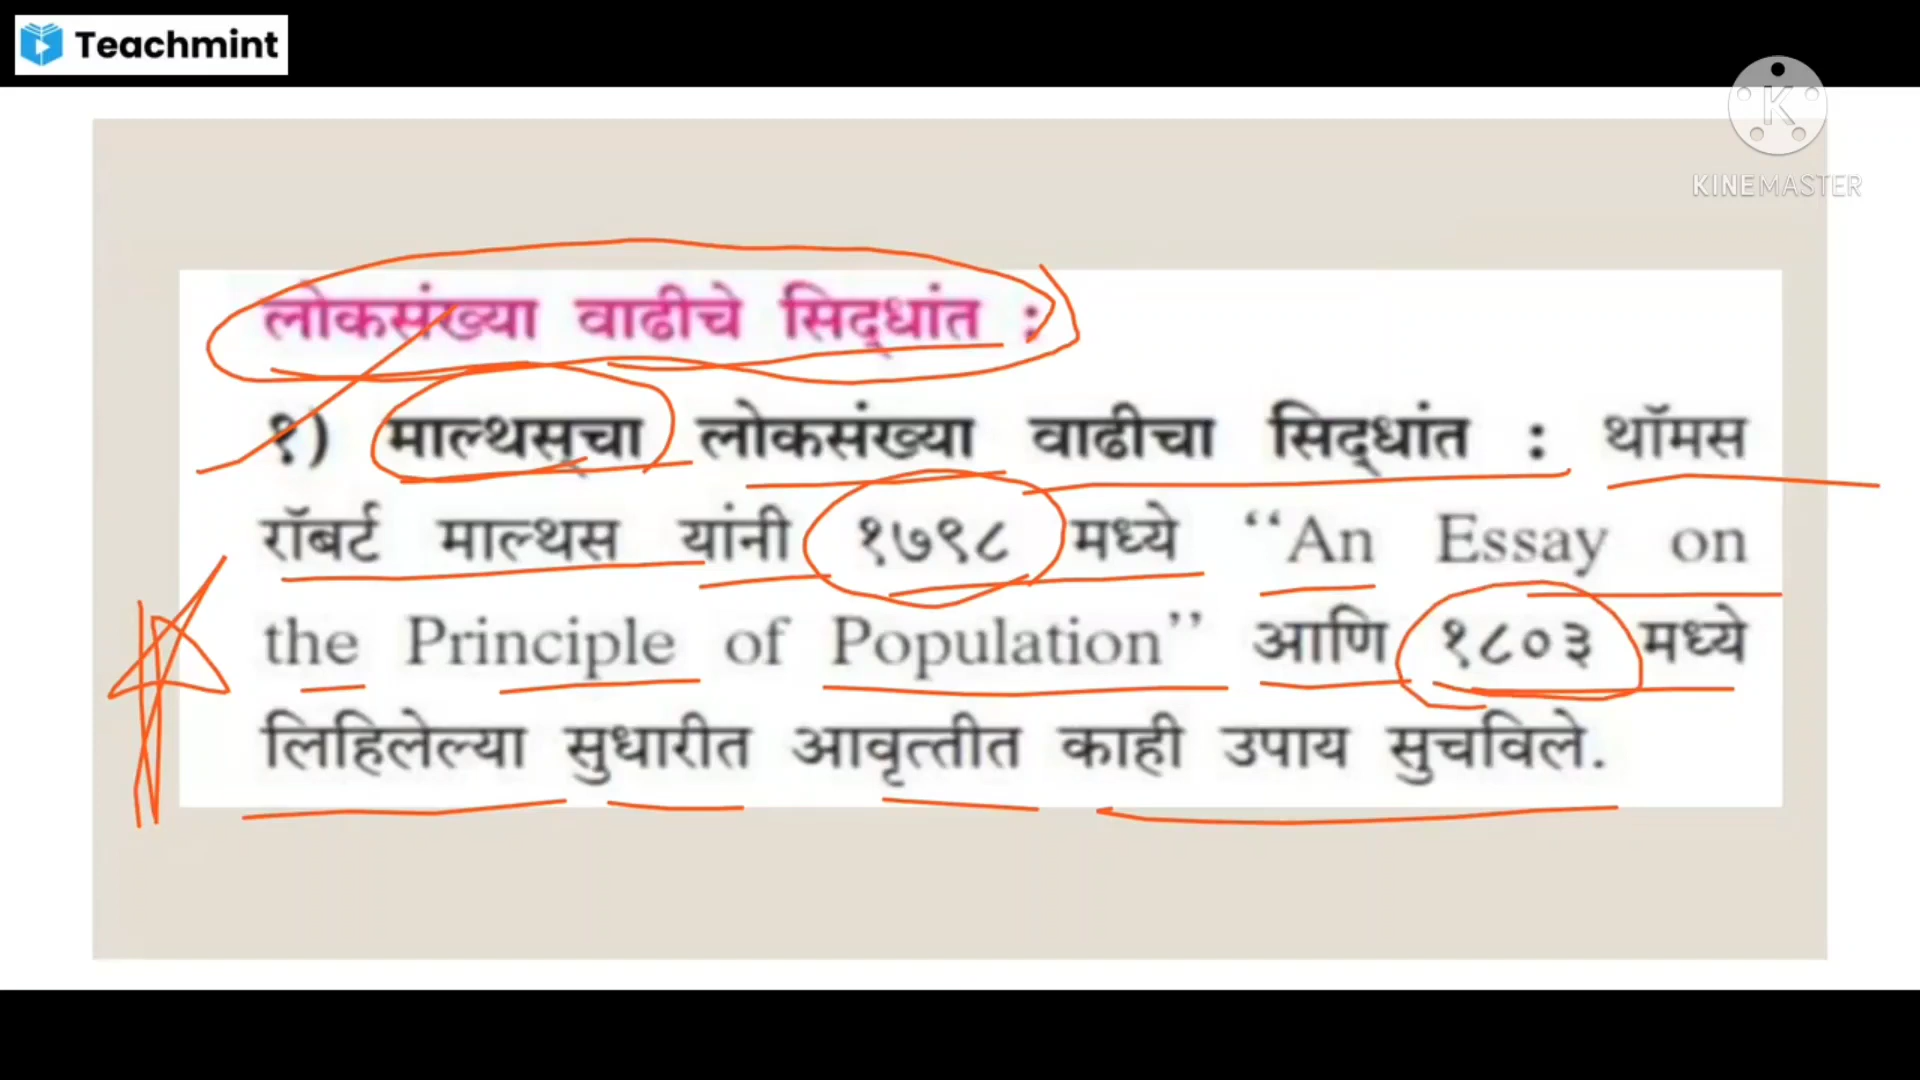 Teachmint
KINEMASTER
लोकसंख्या वाढीचे सिद्धांत :
१) माल्थस्चा लोकसंख्या वाढीचा सिद्धांत : थॉमस
रॉबर्ट माल्थस यांनी १७९८ मध्ये “An Essay on
the Principle of Population” आणि १८०३ मध्ये
लिहिलेल्या सुधारीत आवृत्तीत काही उपाय सुचविले.